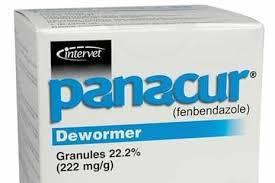 intervet
panacur®
(fenbendazole)
Dewormer
Granules 22.2%
(222 mg/g)